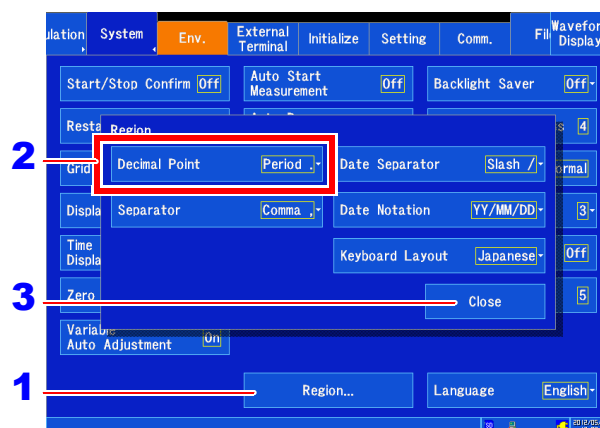 ulation
System
Env.
External
Terminal
Initialize
Setting
Comm.
Fil
Wavefor
Display
Start/Stop Confirm Off
Auto Start
Measurement Off
Backlight Saver Off
Resta
s 4
Region
2
Decimal Point Period .
Date Separator Slash /
Grid
ormal
Displa
Separator Comma ,
Date Notation YY/MM/DD
3
Time
Displa
Keyboard Layout Japanese
Off
3
Zero
Close
5
Variable
Auto Adjustment On
1
Region...
Language English